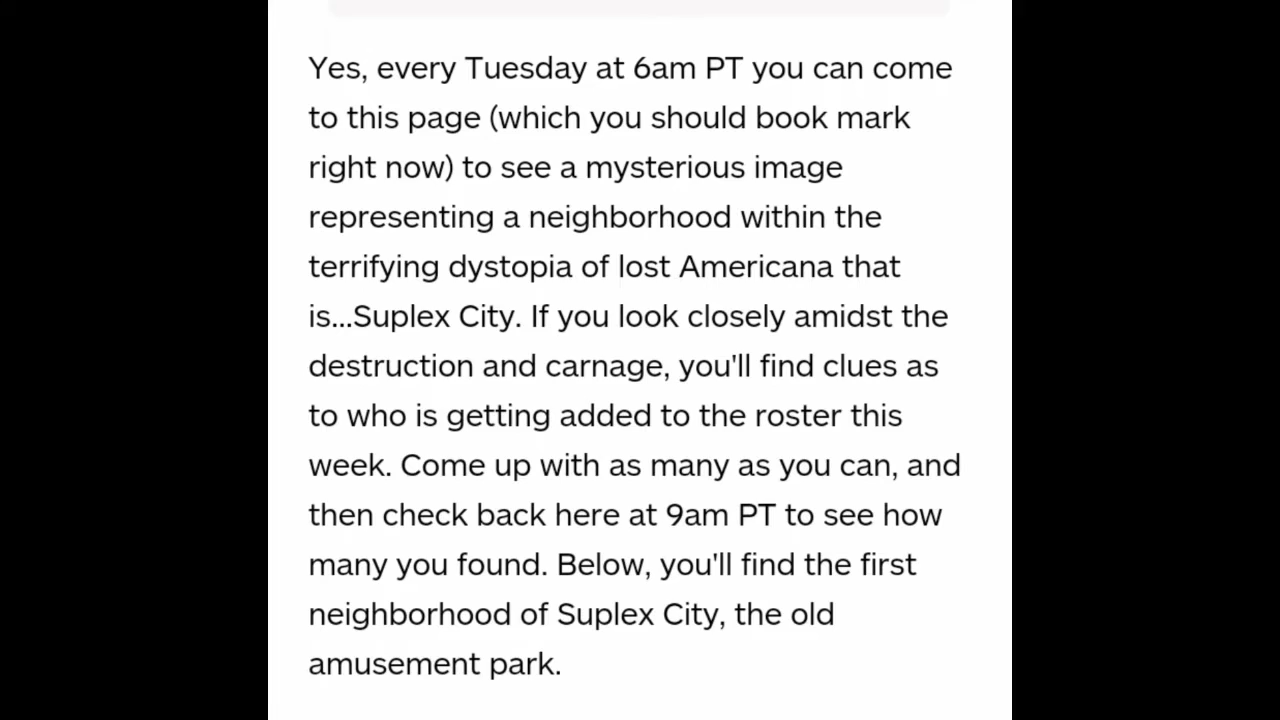 Yes, every Tuesday at 6am PT you can come
to this page (which you should book mark
right now) to see a mysterious image
representing a neighborhood within the
terrifying dystopia of lost Americana that
is...Suplex City. If you look closely amidst the
destruction and carnage, you'll find clues as
to who is getting added to the roster this
week. Come up with as many as you can, and
then check back here at 9am PT to see how
many you found. Below, you'll find the first
neighborhood of Suplex City, the old
amusement park.